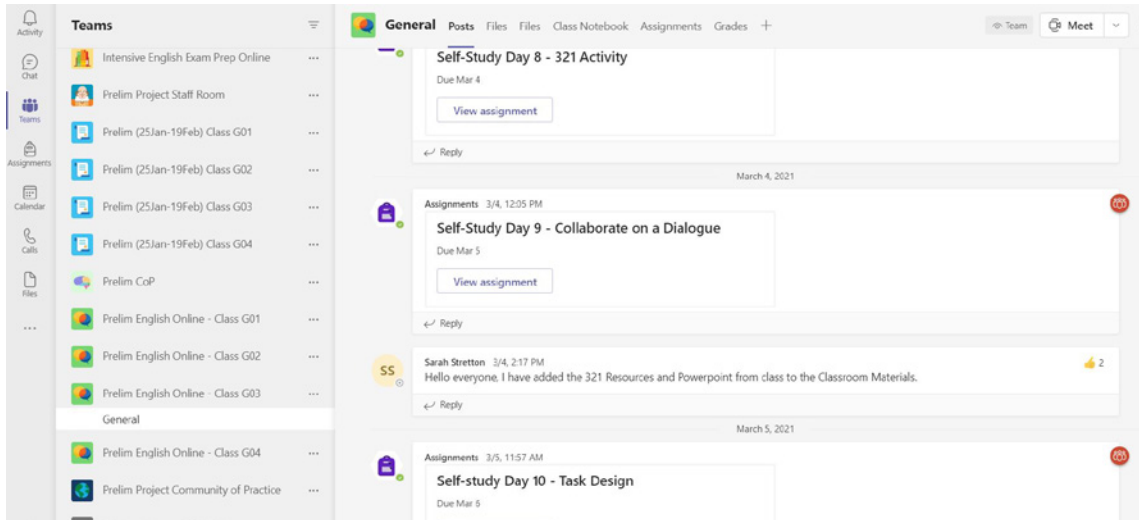 Activity
Chat
Teams
Assignments
Calendar
Calls
Files
...
Teams
Intensive English Exam Prep Online ...
Prelim Project Staff Room ...
Prelim (25Jan-19Feb) Class G01 ...
Prelim (25Jan-19Feb) Class G02 ...
Prelim (25Jan-19Feb) Class G03 ...
Prelim (25Jan-19Feb) Class G04 ...
Prelim CoP ...
Prelim English Online - Class G01 ...
Prelim English Online - Class G02 ...
Prelim English Online - Class G03 ...
General
Prelim English Online - Class G04 ...
Prelim Project Community of Practice ...
General Posts Files Files Class Notebook Assignments Grades + Team Meet
Self-Study Day 8 - 321 Activity
Due Mar 4
View assignment
Reply
March 4, 2021
Assignments 3/4, 12:05 PM
Self-Study Day 9 - Collaborate on a Dialogue
Due Mar 5
View assignment
Reply
SS
Sarah Stretton 3/4, 2:17 PM
2
Hello everyone, I have added the 321 Resources and Powerpoint from class to the Classroom Materials.
Reply
March 5, 2021
Assignments 3/5, 11:57 AM
Self-study Day 10 - Task Design
Due Mar 6